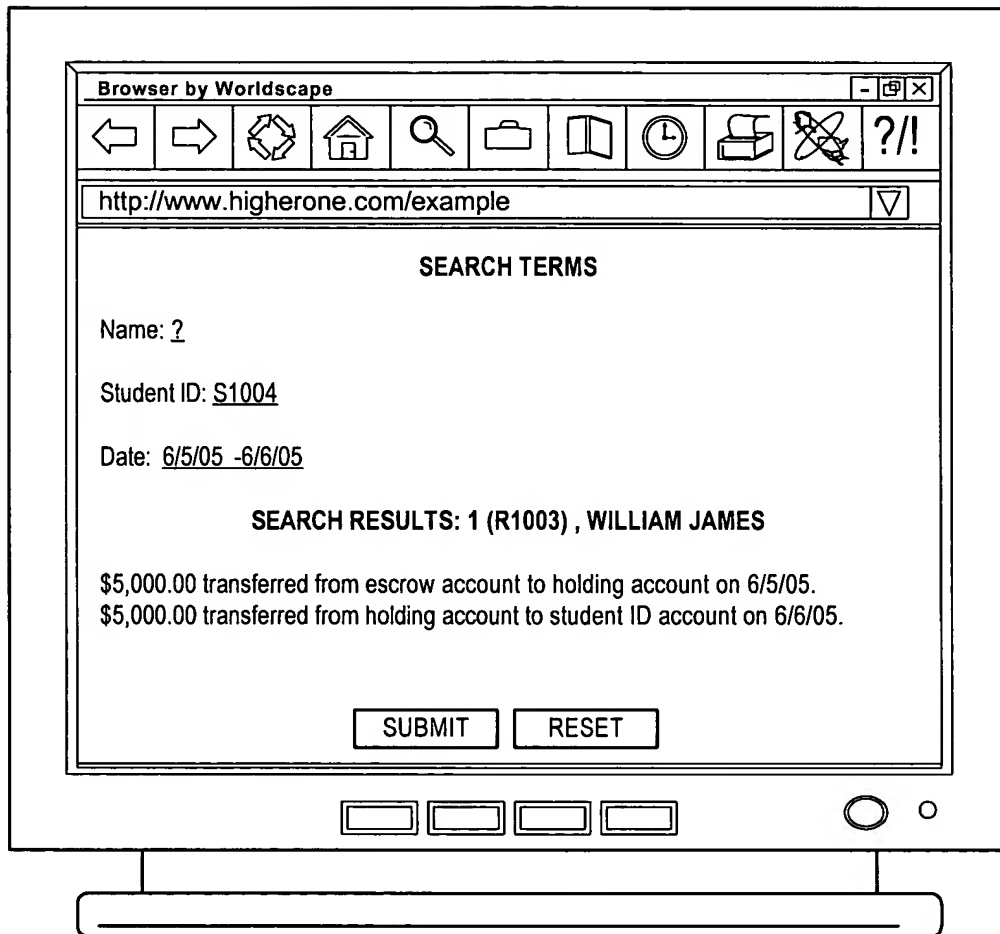 Browser by Worldscape
?/!
http://www.higherone.com/example
SEARCH TERMS
Name: ?
Student ID: S1004
Date: 6/5/05 -6/6/05
SEARCH RESULTS: 1 (R1003) , WILLIAM JAMES
$5,000.00 transferred from escrow account to holding account on 6/5/05.
$5,000.00 transferred from holding account to student ID account on 6/6/05.
SUBMIT RESET